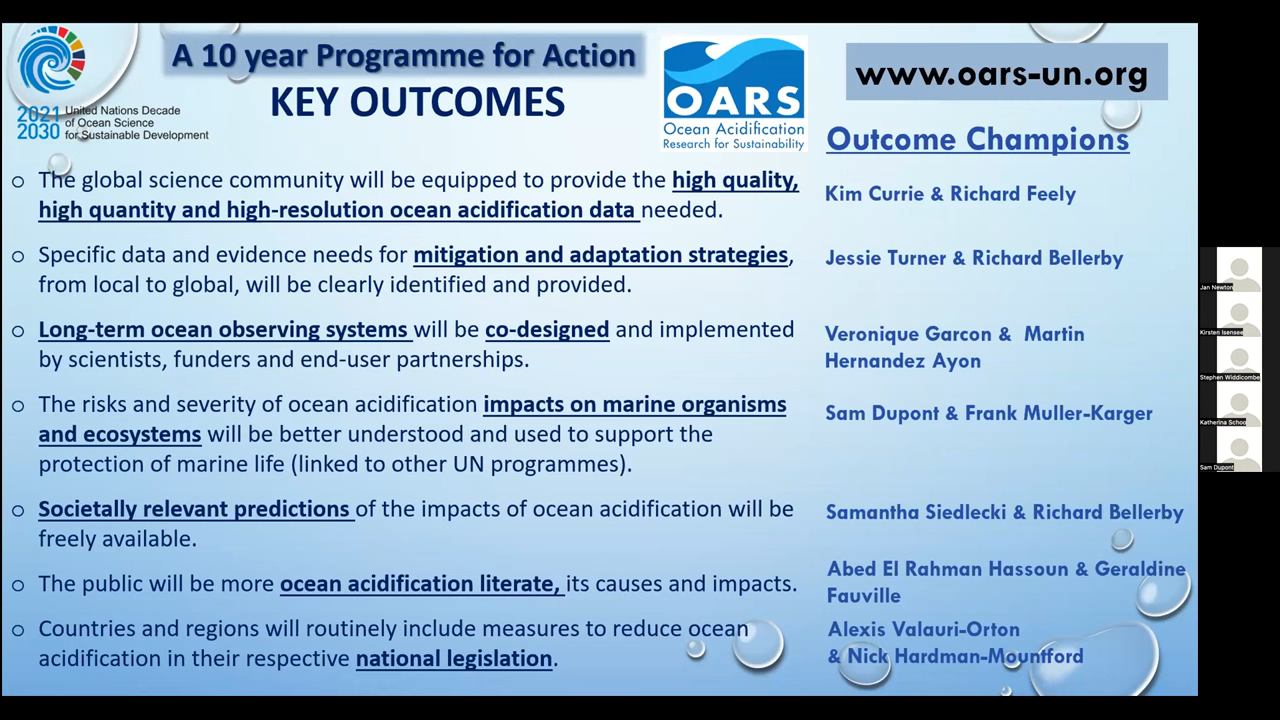 A 10 year Programme for Action
KEY OUTCOMES
2021
2030
United Nations Decade
of Ocean Science
for Sustainable Development
OARS
Ocean Acidification
Research for Sustainability
www.oars-un.org
Outcome Champions
o The global science community will be equipped to provide the high quality,
high quantity and high-resolution ocean acidification data needed.
Kim Currie & Richard Feely
o Specific data and evidence needs for mitigation and adaptation strategies,
from local to global, will be clearly identified and provided.
Jessie Turner & Richard Bellerby
o Long-term ocean observing systems will be co-designed and implemented
by scientists, funders and end-user partnerships.
Veronique Garcon & Martin
Hernandez Ayon
o The risks and severity of ocean acidification impacts on marine organisms
and ecosystems will be better understood and used to support the
protection of marine life (linked to other UN programmes).
Sam Dupont & Frank Muller-Karger
o Societally relevant predictions of the impacts of ocean acidification will be
freely available.
Samantha Siedlecki & Richard Bellerby
o The public will be more ocean acidification literate, its causes and impacts.
Abed El Rahman Hassoun & Geraldine
Fauville
o Countries and regions will routinely include measures to reduce ocean
acidification in their respective national legislation.
Alexis Valauri-Orton
& Nick Hardman-Mountford
Jan Newton
Kirsten Isensee
Stephen Widdicombe
Katherina Schoo
Sam Dupont